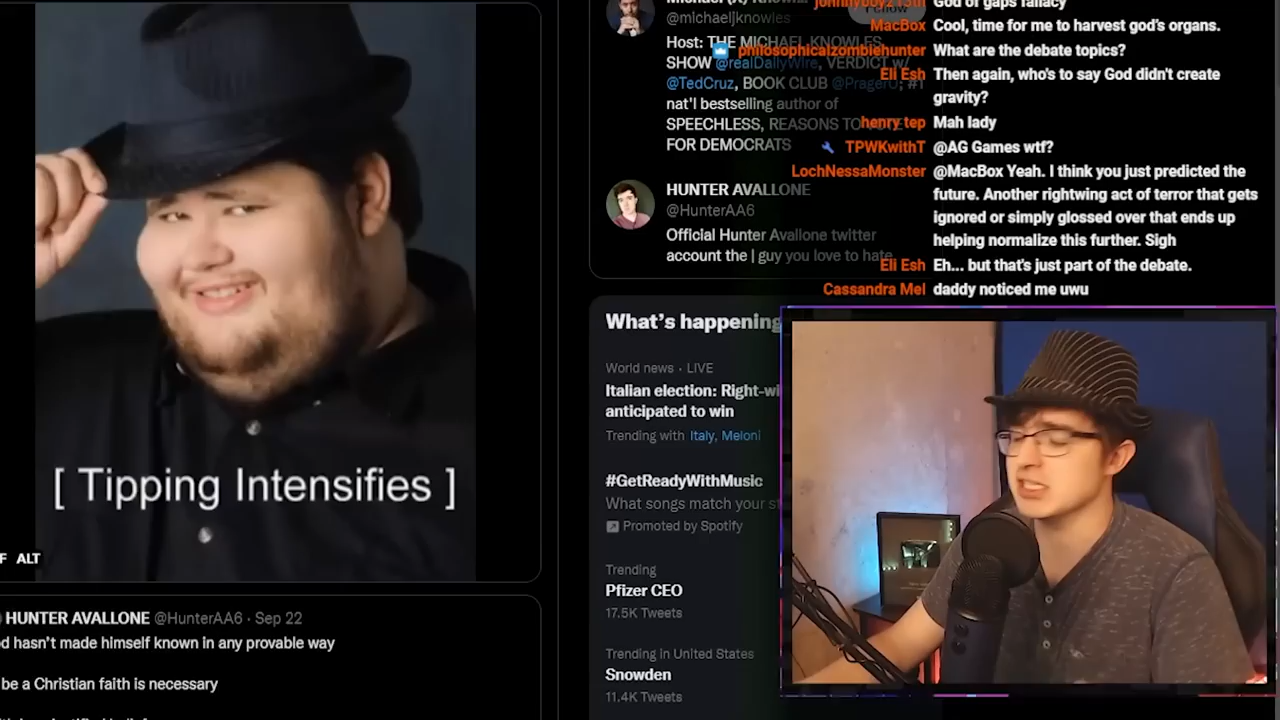 [ Tipping Intensifies ]
F ALT
HUNTER AVALLONE @HunterAA6 · Sep 22
d hasn't made himself known in any provable way
be a Christian faith is necessary
@michaeljknowles
Host: THE MICHAEL KNOWLES
SHOW @realDailyWire, VERDICT w/
@TedCruz, BOOK CLUB @PragerU; #1
nat'l bestselling author of
SPEECHLESS, REASONS TO VOTE
FOR DEMOCRATS
HUNTER AVALLONE
@HunterAA6
Official Hunter Avallone twitter
account the | guy you love to hate
What's happening
World news · LIVE
Italian election: Right-wi
anticipated to win
Trending with Italy, Meloni
#GetReadyWithMusic
What songs match your s
Promoted by Spotify
Trending
Pfizer CEO
17.5K Tweets
Trending in United States
Snowden
11.4K Tweets
johnnyboy213th God of gaps fallacy
MacBox Cool, time for me to harvest god's organs.
philosophicalzombiehunter What are the debate topics?
Eli Esh Then again, who's to say God didn't create
gravity?
henry tep Mah lady
TPWKwithT @AG Games wtf?
LochNessaMonster @MacBox Yeah. I think you just predicted the
future. Another rightwing act of terror that gets
ignored or simply glossed over that ends up
helping normalize this further. Sigh
Eli Esh Eh... but that's just part of the debate.
Cassandra Mel daddy noticed me uwu